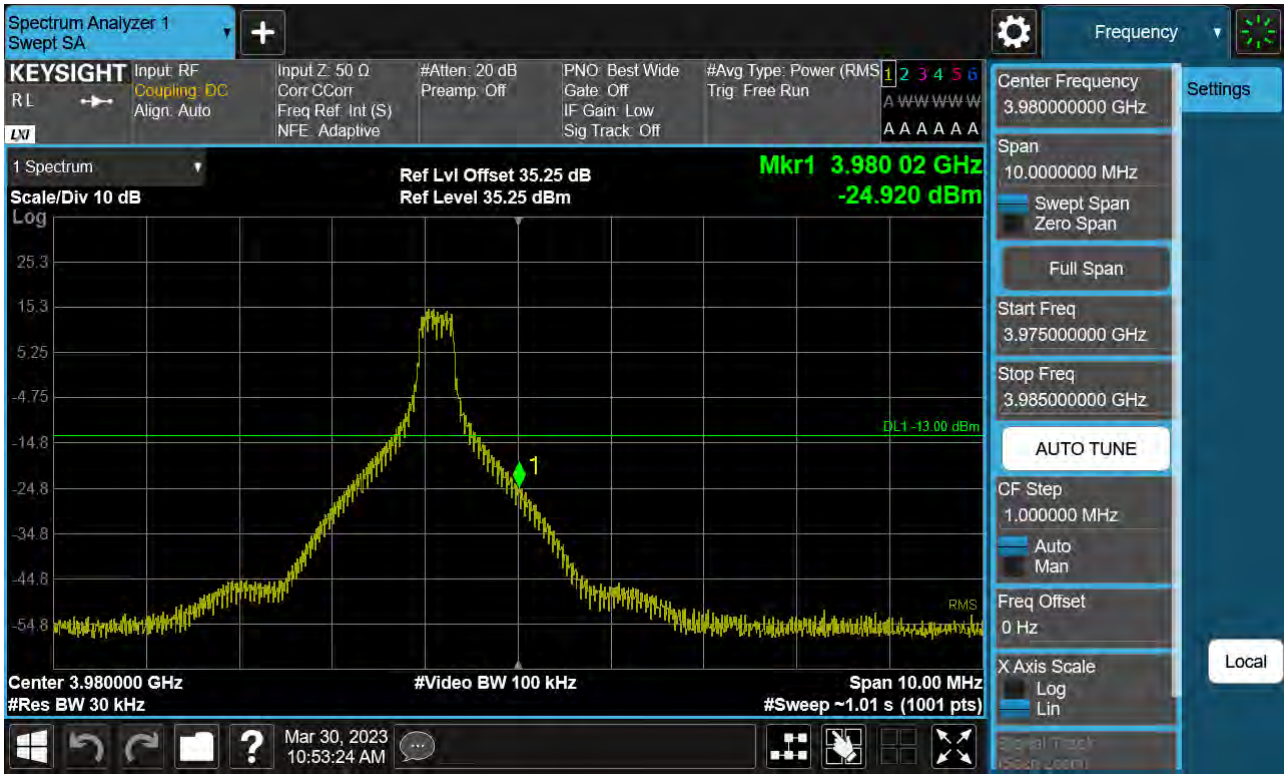 Spectrum Analyzer 1
Swept SA
+
Frequency
KEYSIGHT
RL
LXI
Input: RF
Coupling: DC
Align: Auto
Input Z: 50 Ω
Corr CCorr
Freq Ref: Int (S)
NFE: Adaptive
#Atten: 20 dB
Preamp: Off
PNO: Best Wide
Gate: Off
IF Gain: Low
Sig Track: Off
#Avg Type: Power (RMS
Trig: Free Run
1 2 3 4 5 6
A W W W W W
A A A A A A
1 Spectrum
Scale/Div 10 dB
Log
Ref Lvl Offset 35.25 dB
Ref Level 35.25 dBm
Mkr1 3.980 02 GHz
-24.920 dBm
25.3
15.3
5.25
-4.75
-14.8
-24.8
-34.8
-44.8
-54.8
DL1 -13.00 dBm
1
RMS
Center 3.980000 GHz
#Res BW 30 kHz
#Video BW 100 kHz
Span 10.00 MHz
#Sweep ~1.01 s (1001 pts)
Center Frequency
3.980000000 GHz
Settings
Span
10.0000000 MHz
Swept Span
Zero Span
Full Span
Start Freq
3.975000000 GHz
Stop Freq
3.985000000 GHz
AUTO TUNE
CF Step
1.000000 MHz
Auto
Man
Freq Offset
0 Hz
X Axis Scale
Log
Lin
Local
Signal Track
(Span Zoom)
?
Mar 30, 2023
10:53:24 AM